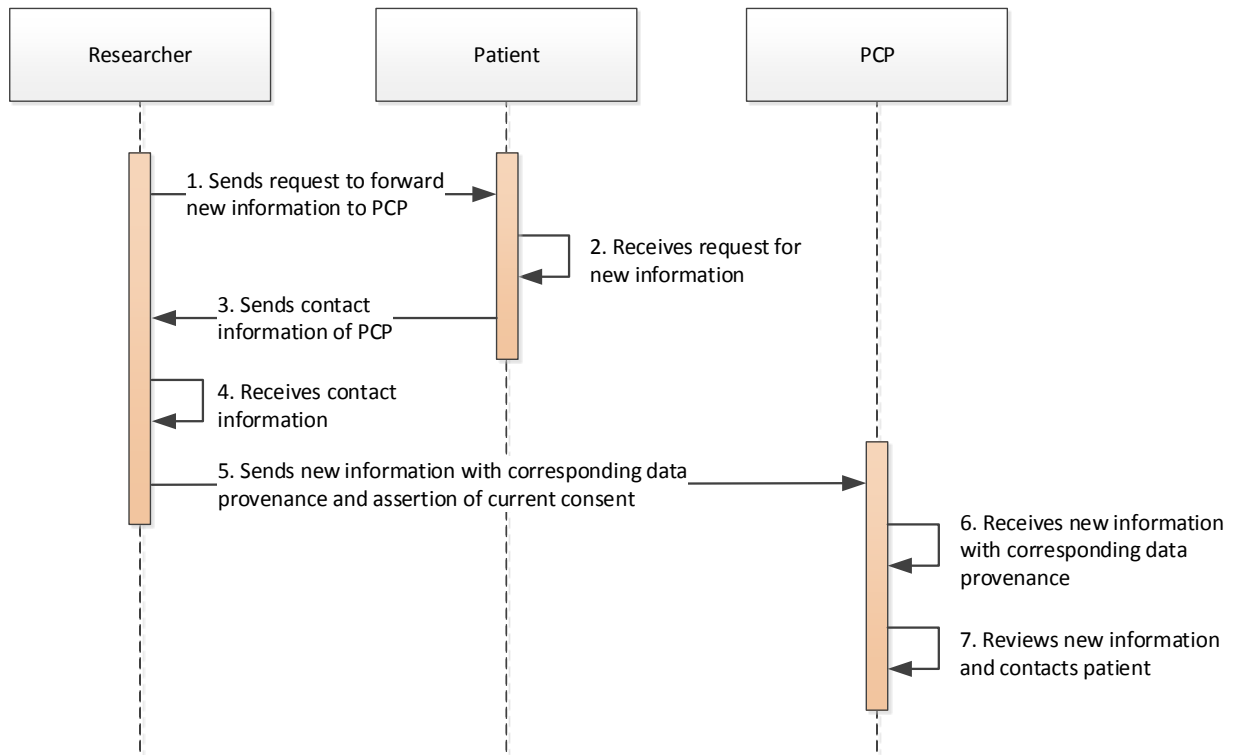 Researcher
Patient
PCP
1. Sends request to forward
new information to PCP
2. Receives request for
new information
3. Sends contact
information of PCP
4. Receives contact
information
5. Sends new information with corresponding data
provenance and assertion of current consent
6. Receives new information
with corresponding data
provenance
7. Reviews new information
and contacts patient